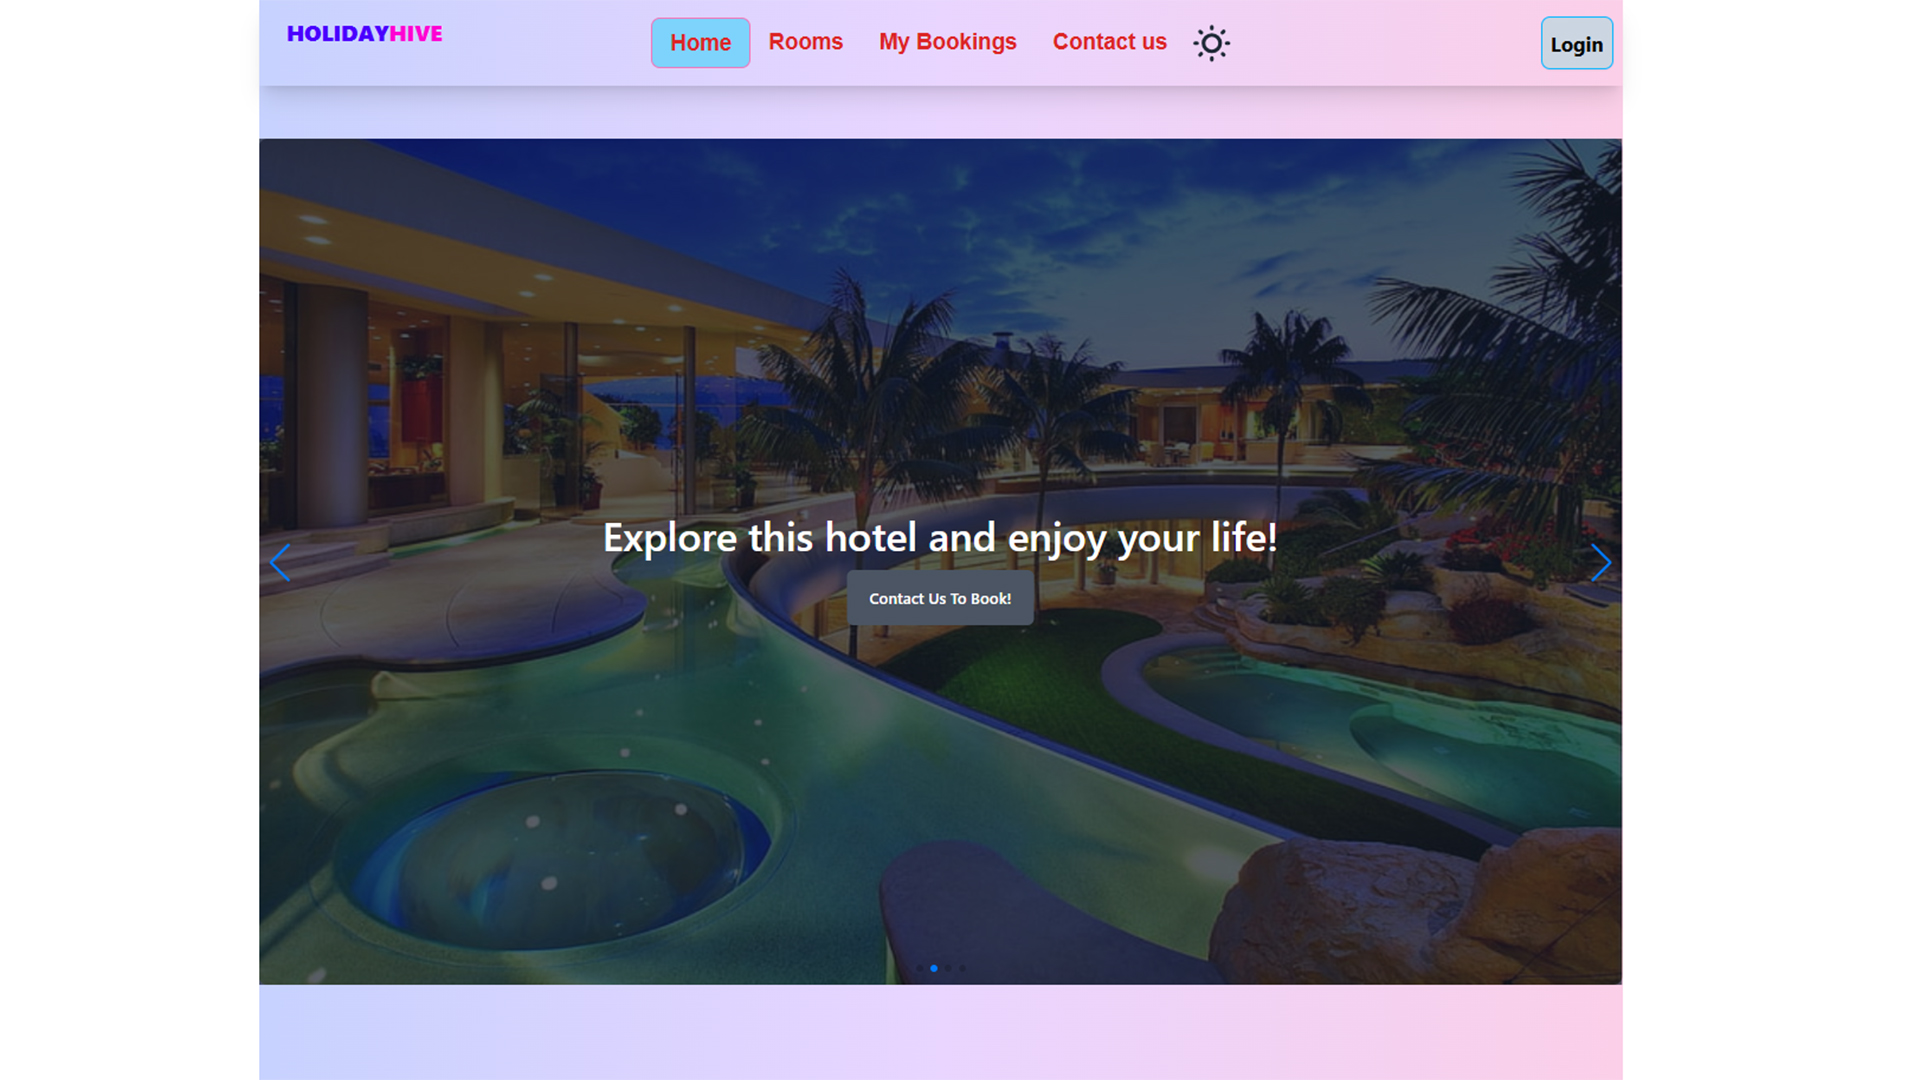 HOLIDAYHIVE
Home
Rooms
My Bookings
Contact us
Login
Explore this hotel and enjoy your life!
Contact Us To Book!